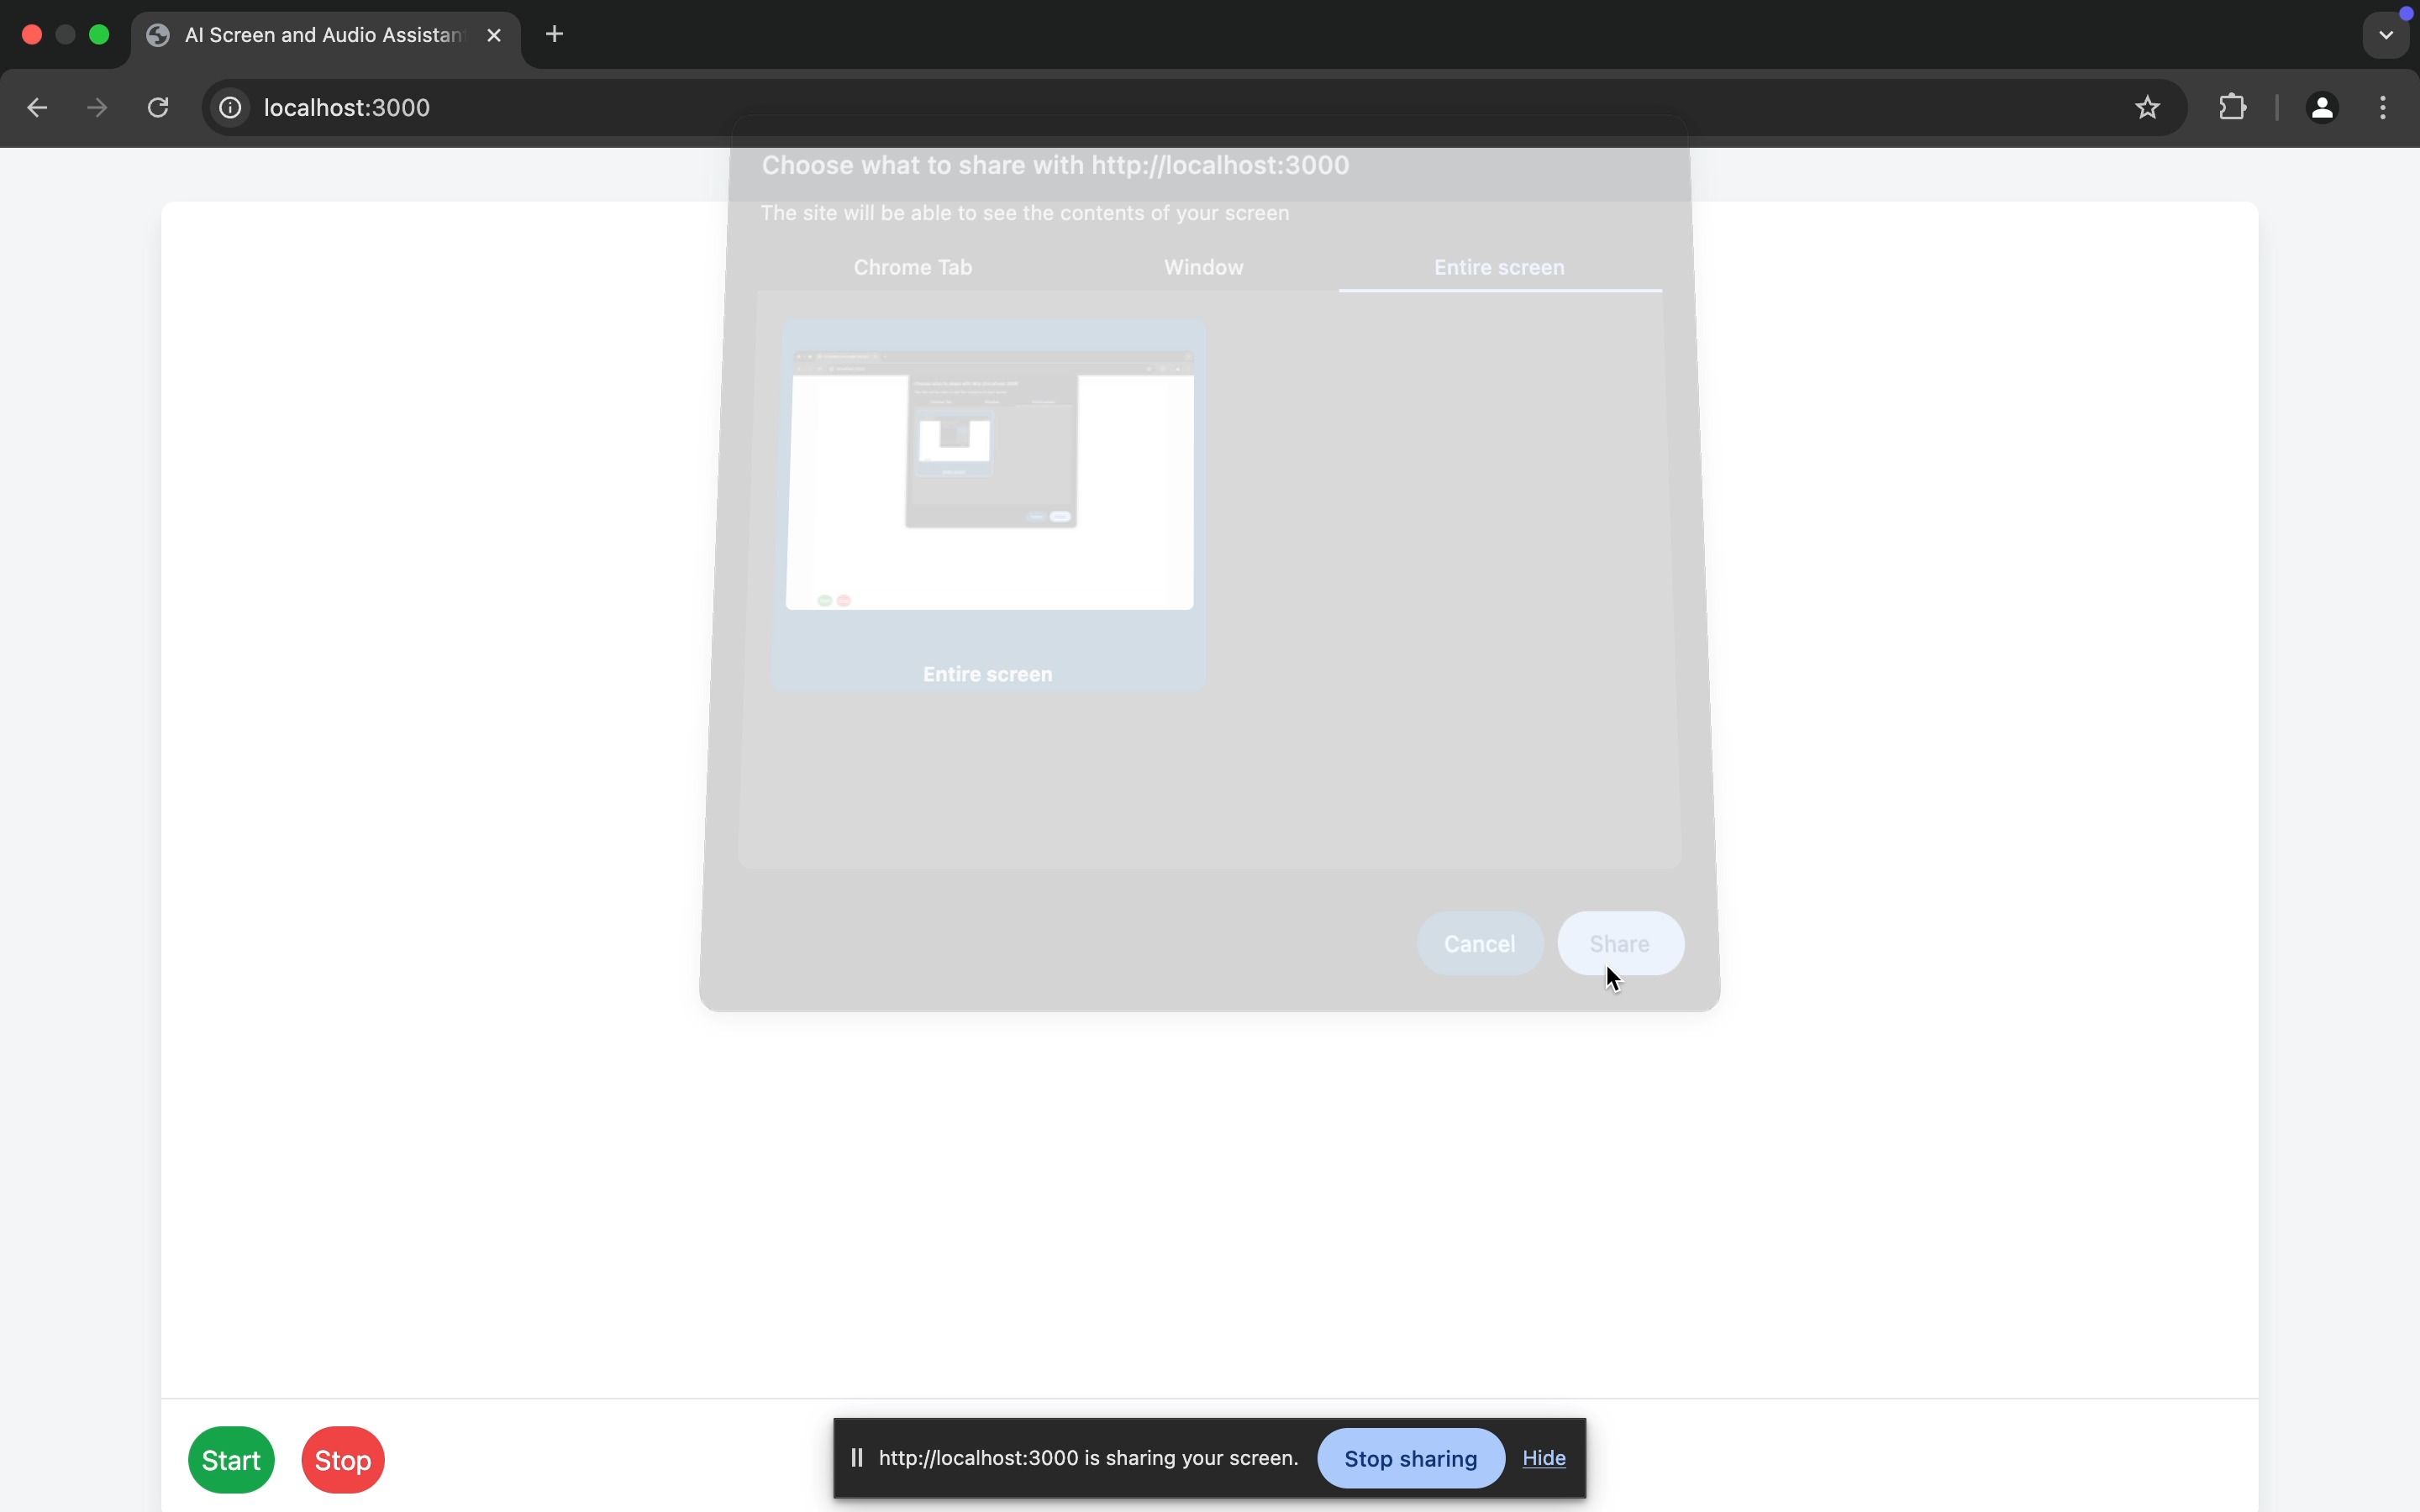 AI Screen and Audio Assistan
localhost:3000
Choose what to share with http://localhost:3000
The site will be able to see the contents of your screen
Chrome Tab
Window
Entire screen
Entire screen
Cancel
Share
Start
Stop
http://localhost:3000 is sharing your screen.
Stop sharing
Hide